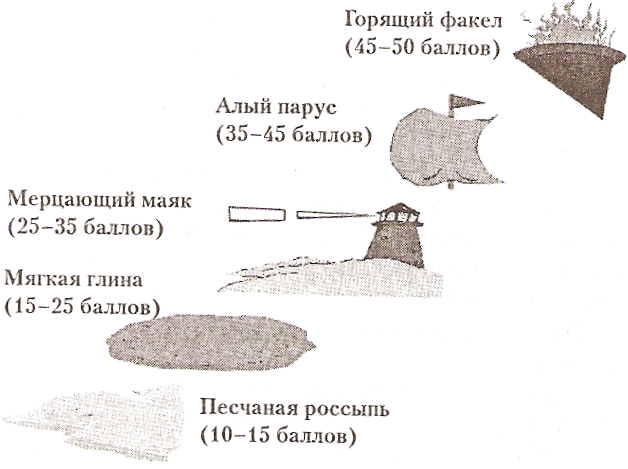 Горящий факел
(45–50 баллов)
Алый парус
(35–45 баллов)
Мерцающий маяк
(25–35 баллов)
Мягкая глина
(15–25 баллов)
Песчаная россыпь
(10–15 баллов)